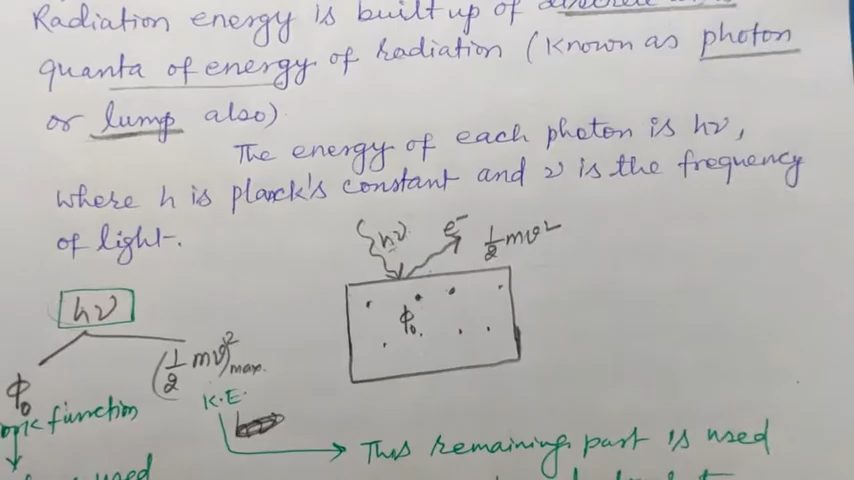 Radiation energy is built up of discrete
quanta of energy of radiation (known as photon
or lump also)
The energy of each photon is hν,
where h is planck's constant and ν is the frequency
of light.
hν e⁻ ½mv²
hν
ϕ₀
ϕ₀ (½mv²)max.
K.E.
work function
This remaining part is used
used